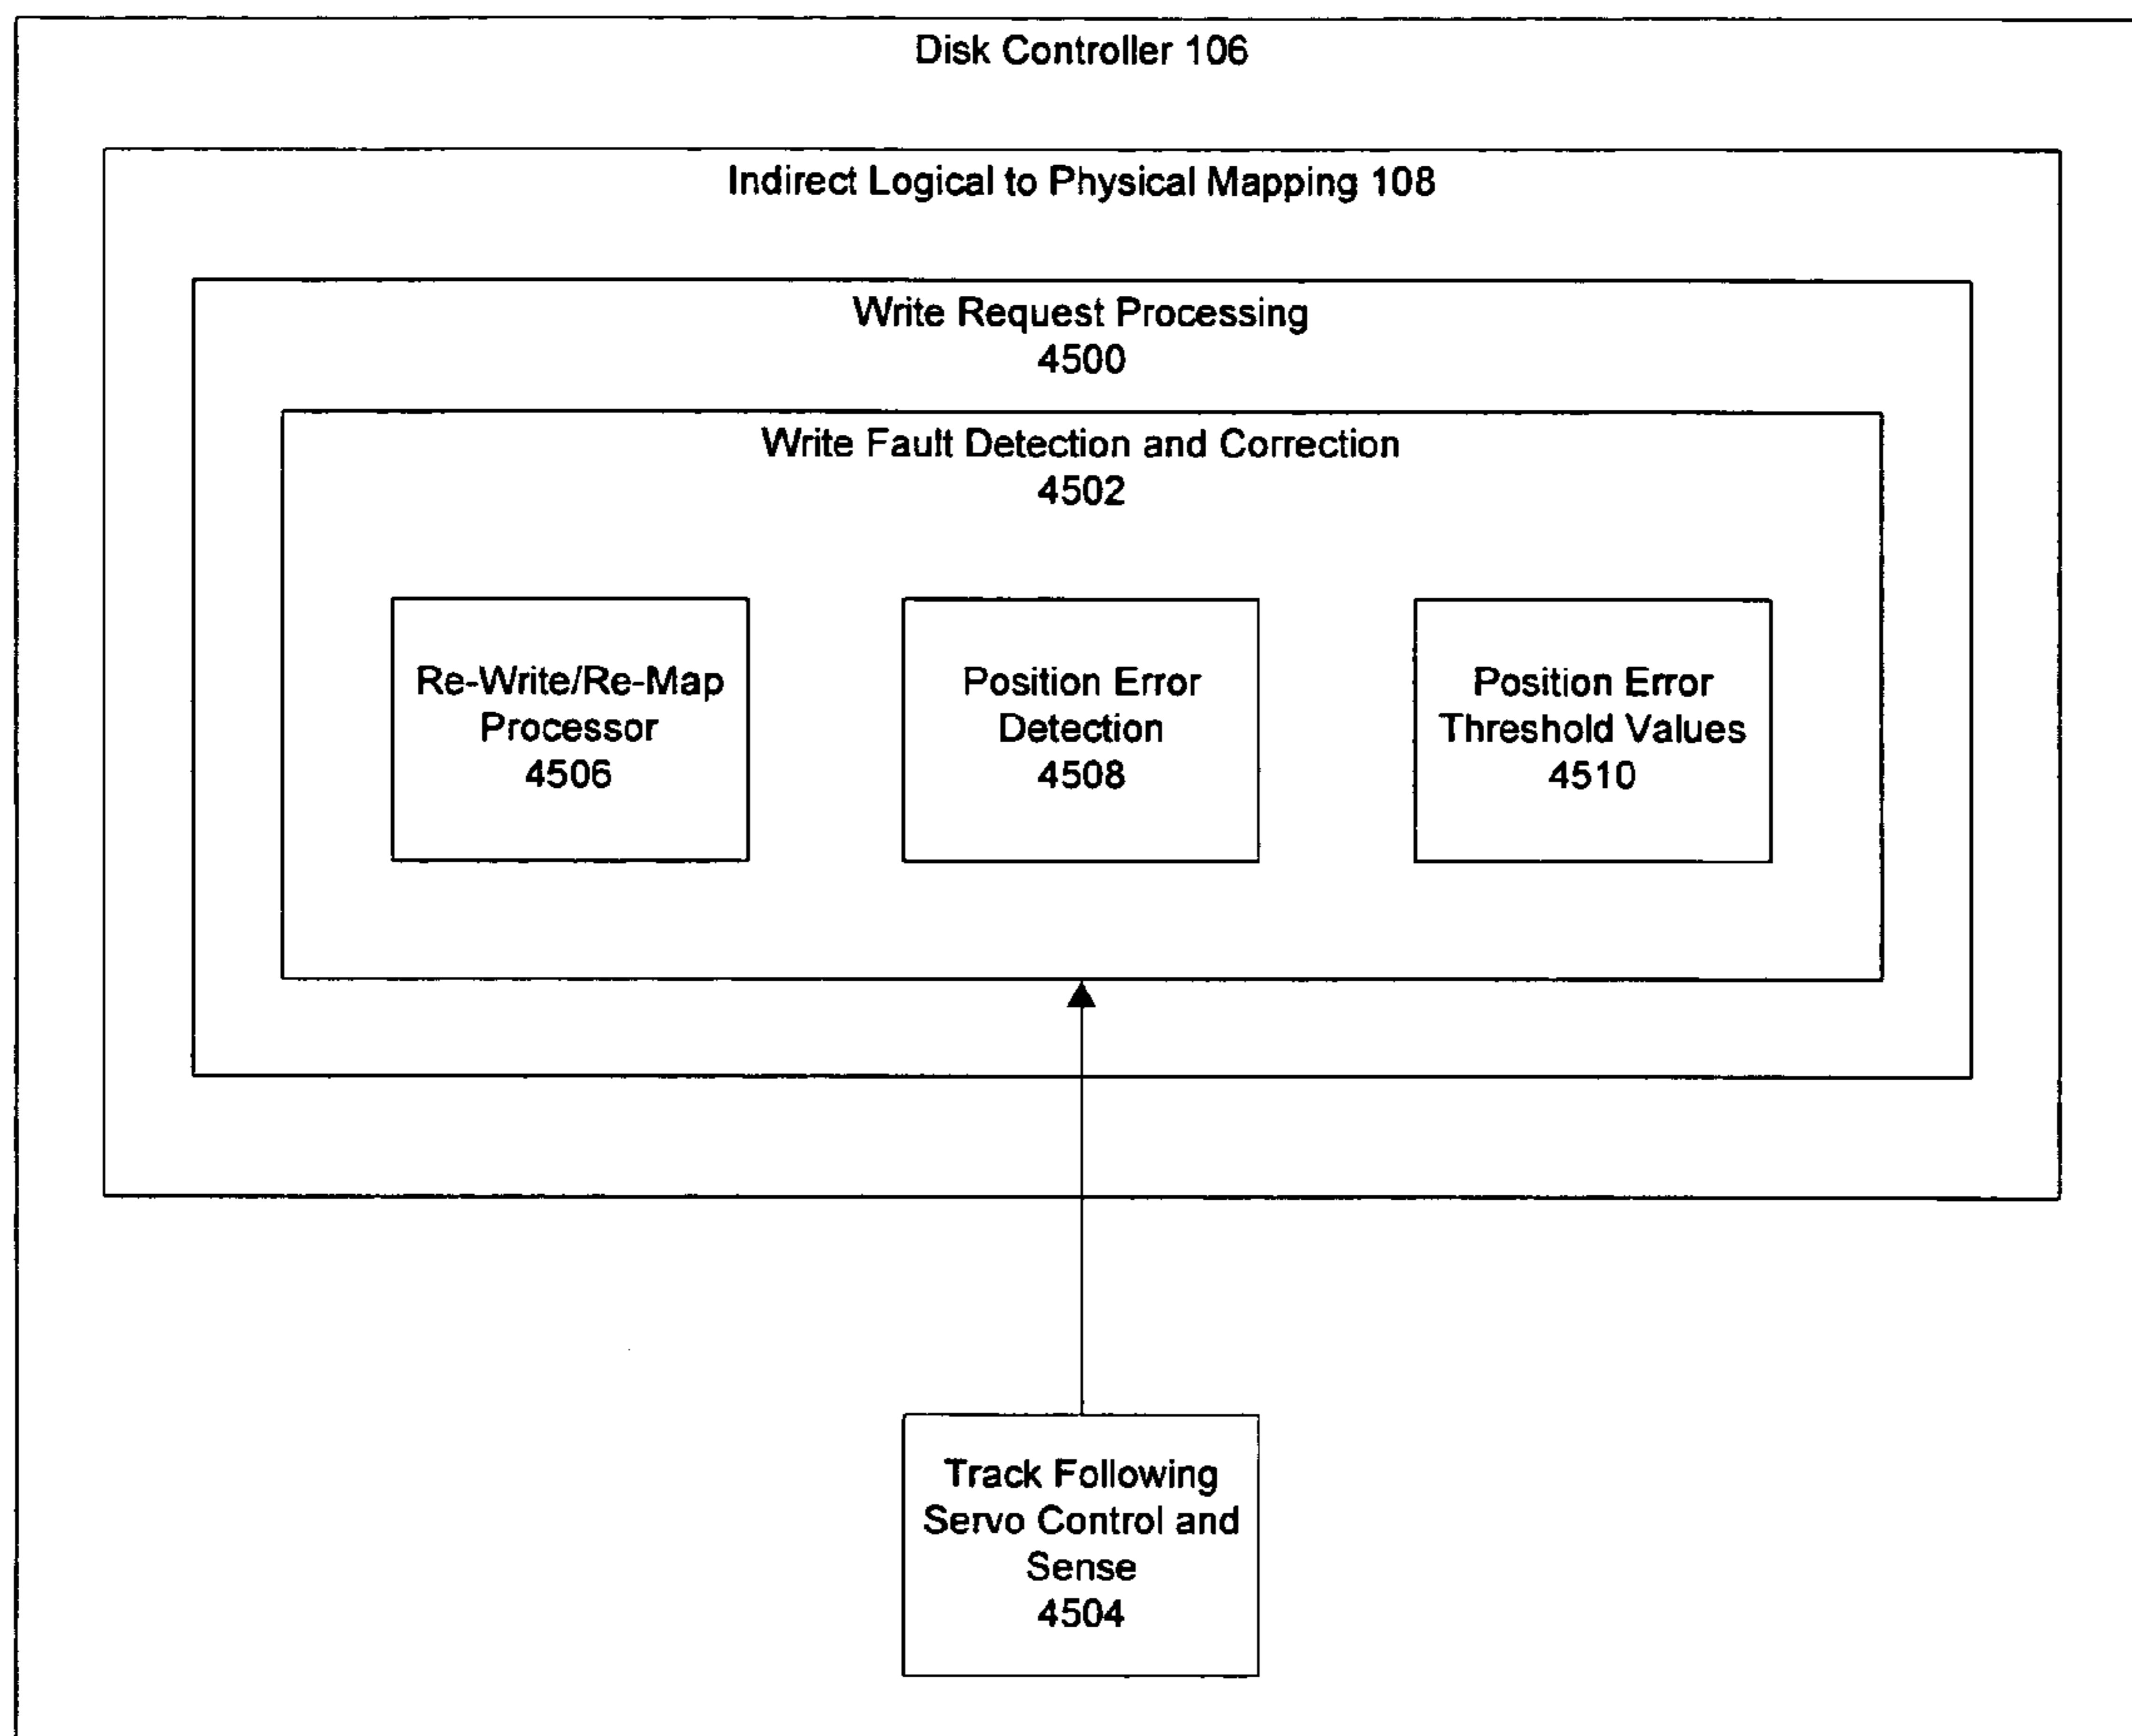 Disk Controller 106
Indirect Logical to Physical Mapping 108
Write Request Processing
4500
Write Fault Detection and Correction
4502
Re-Write/Re-Map
Processor
4506
Position Error
Detection
4508
Position Error
Threshold Values
4510
Track Following
Servo Control and
Sense
4504